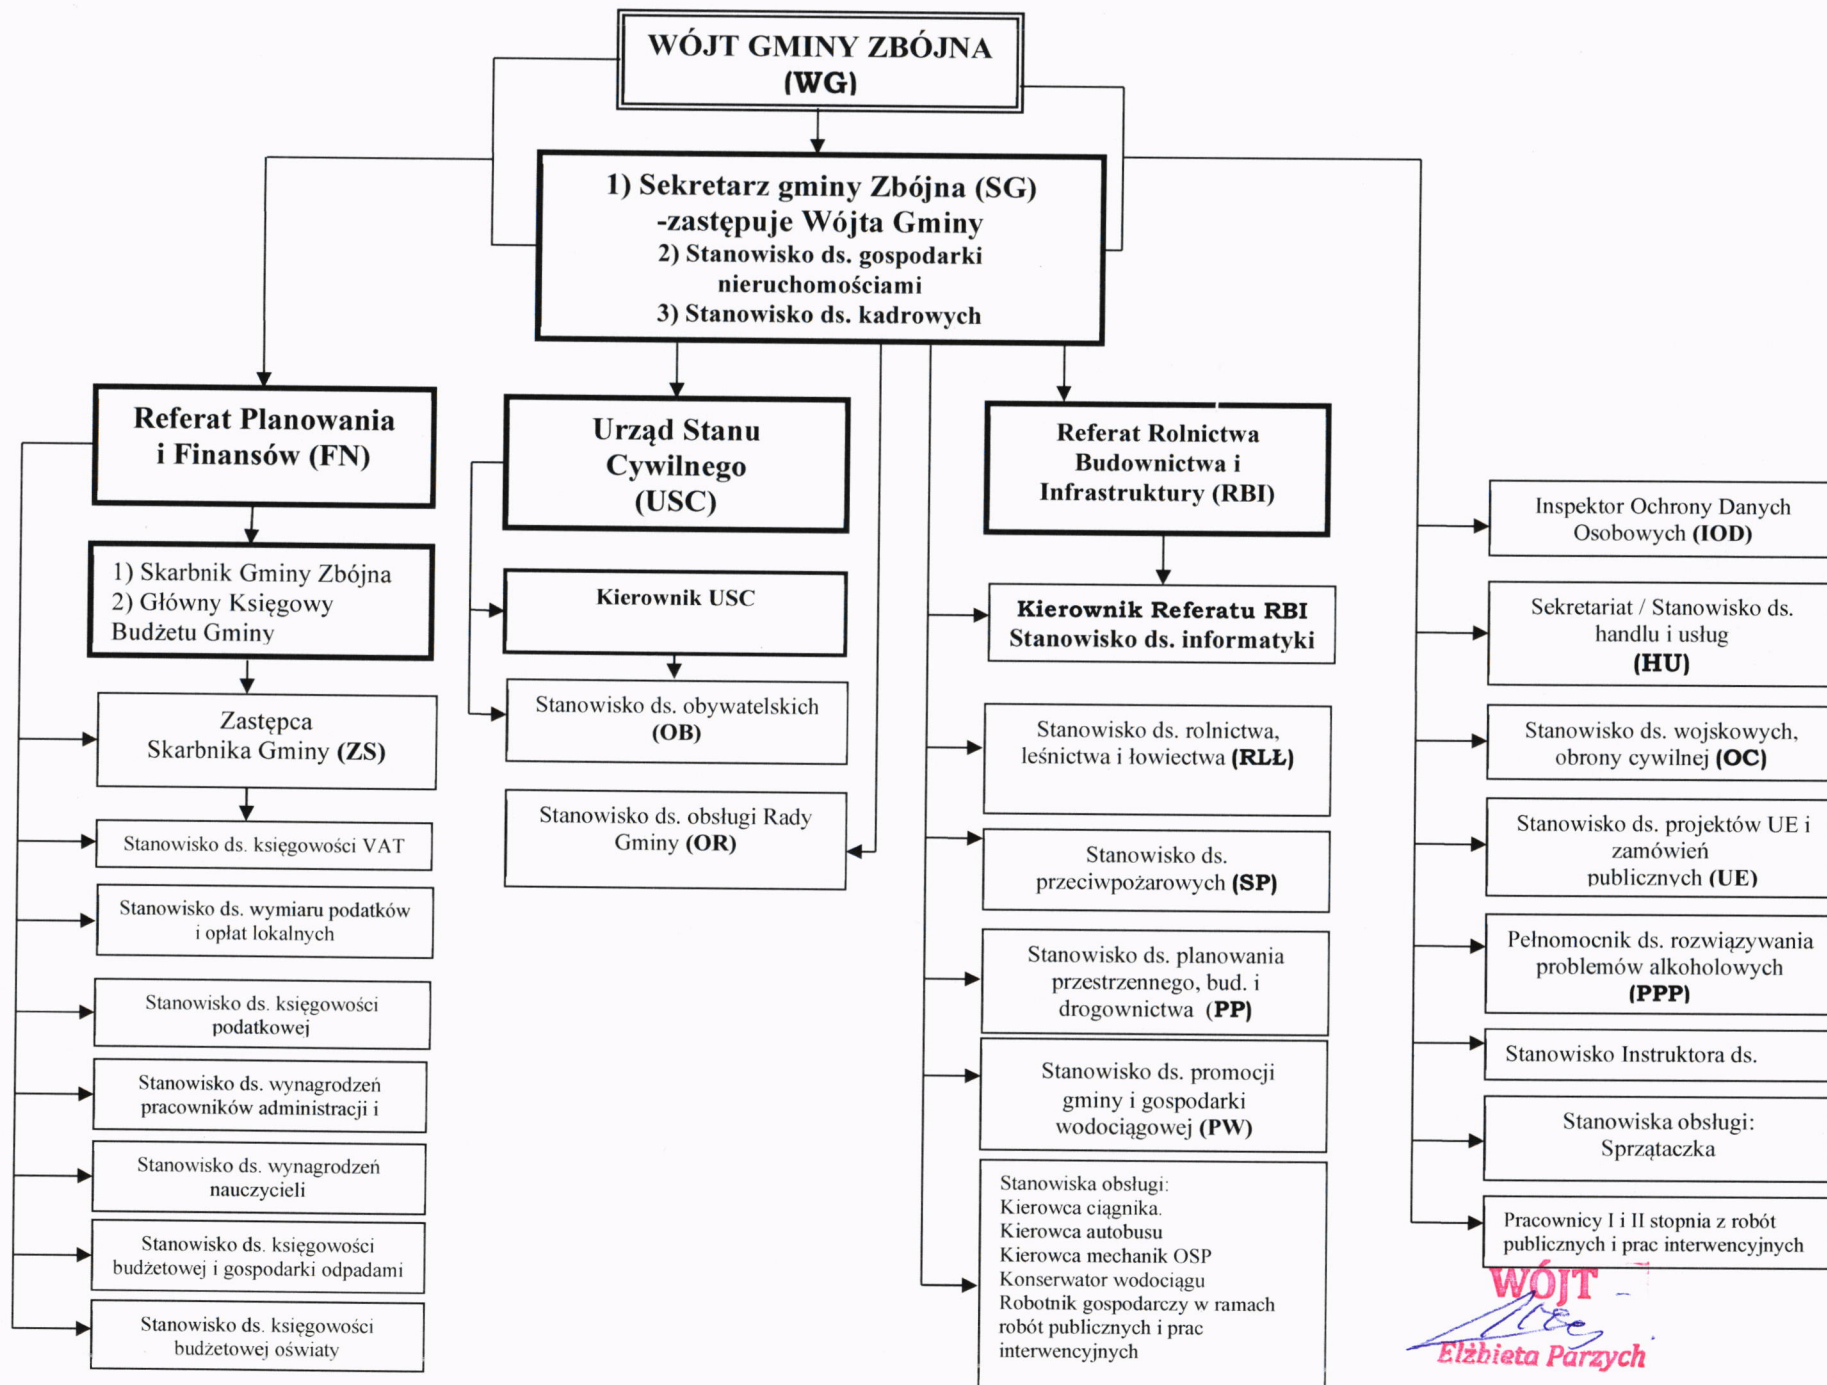 WÓJT GMINY ZBÓJNA
(WG)
1) Sekretarz gminy Zbójna (SG)
-zastępuje Wójta Gminy
2) Stanowisko ds. gospodarki
nieruchomościami
3) Stanowisko ds. kadrowych
Referat Planowania
i Finansów (FN)
1) Skarbnik Gminy Zbójna
2) Główny Księgowy
Budżetu Gminy
Zastępca
Skarbnika Gminy (ZS)
Stanowisko ds. księgowości VAT
Stanowisko ds. wymiaru podatków
i opłat lokalnych
Stanowisko ds. księgowości
podatkowej
Stanowisko ds. wynagrodzeń
pracowników administracji i
Stanowisko ds. wynagrodzeń
nauczycieli
Stanowisko ds. księgowości
budżetowej i gospodarki odpadami
Stanowisko ds. księgowości
budżetowej oświaty
Urząd Stanu
Cywilnego
(USC)
Kierownik USC
Stanowisko ds. obywatelskich
(OB)
Stanowisko ds. obsługi Rady
Gminy (OR)
Referat Rolnictwa
Budownictwa i
Infrastruktury (RBI)
Kierownik Referatu RBI
Stanowisko ds. informatyki
Stanowisko ds. rolnictwa,
leśnictwa i łowiectwa (RLŁ)
Stanowisko ds.
przeciwpożarowych (SP)
Stanowisko ds. planowania
przestrzennego, bud. i
drogownictwa (PP)
Stanowisko ds. promocji
gminy i gospodarki
wodociągowej (PW)
Stanowiska obsługi:
Kierowca ciągnika.
Kierowca autobusu
Kierowca mechanik OSP
Konserwator wodociągu
Robotnik gospodarczy w ramach
robót publicznych i prac
interwencyjnych
Inspektor Ochrony Danych
Osobowych (IOD)
Sekretariat / Stanowisko ds.
handlu i usług
(HU)
Stanowisko ds. wojskowych,
obrony cywilnej (OC)
Stanowisko ds. projektów UE i
zamówień
publicznych (UE)
Pełnomocnik ds. rozwiązywania
problemów alkoholowych
(PPP)
Stanowisko Instruktora ds.
Stanowiska obsługi:
Sprzątaczka
Pracownicy I i II stopnia z robót
publicznych i prac interwencyjnych
WÓJT
Elżbieta Parzych